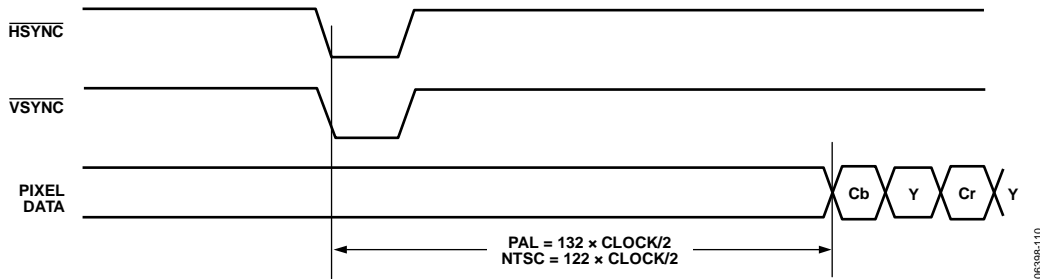 HSYNC
VSYNC
PIXEL
DATA
Cb Y Cr Y
PAL = 132 × CLOCK/2
NTSC = 122 × CLOCK/2
06398-110